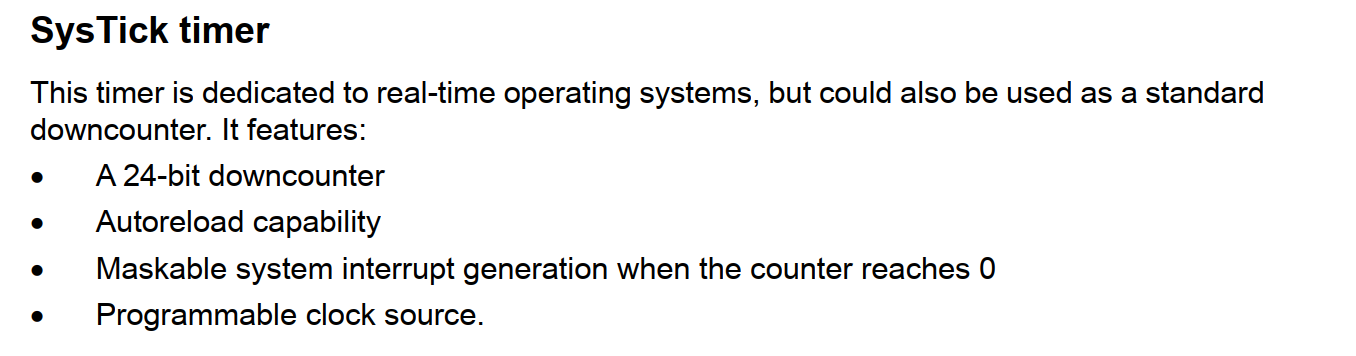 SysTick timer
This timer is dedicated to real-time operating systems, but could also be used as a standard
downcounter. It features:
• A 24-bit downcounter
• Autoreload capability
• Maskable system interrupt generation when the counter reaches 0
• Programmable clock source.